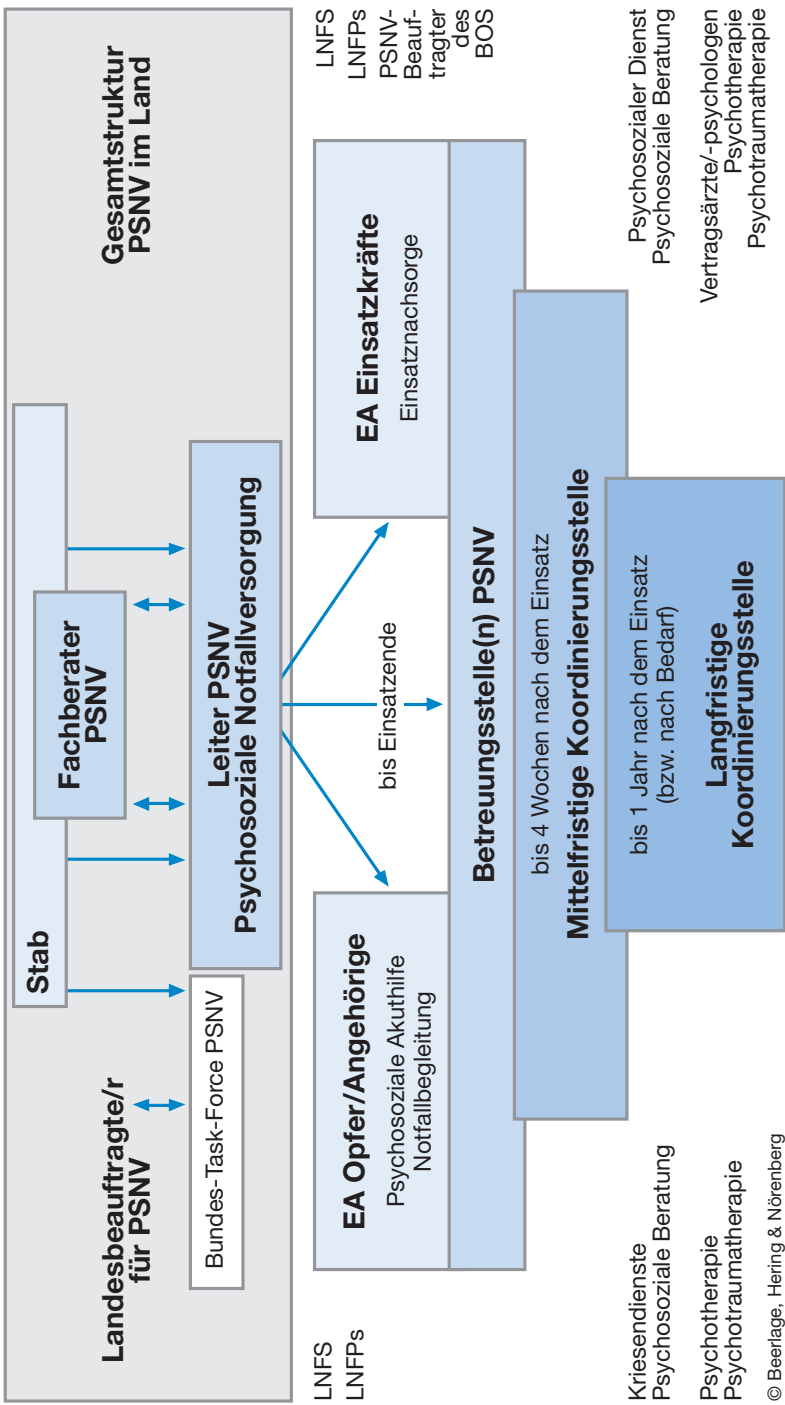 Gesamtstruktur
PSNV im Land
Stab
Landesbeauftragte/r
für PSNV
Fachberater
PSNV
Bundes-Task-Force PSNV
Leiter PSNV
Psychosoziale Notfallversorgung
LNFS
LNFPs
EA Opfer/Angehörige
Psychosoziale Akuthilfe
Notfallbegleitung
bis Einsatzende
EA Einsatzkräfte
Einsatznachsorge
LNFS
LNFPs
PSNV-
Beauf-
tragter
des
BOS
Betreuungsstelle(n) PSNV
bis 4 Wochen nach dem Einsatz
Mittelfristige Koordinierungsstelle
Kriesendienste
Psychosoziale Beratung
bis 1 Jahr nach dem Einsatz
(bzw. nach Bedarf)
Langfristige
Koordinierungsstelle
Psychosozialer Dienst
Psychosoziale Beratung
Psychotherapie
Psychotraumatherapie
Vertragsärzte/-psychologen
Psychotherapie
Psychotraumatherapie
© Beerlage, Hering & Nörenberg